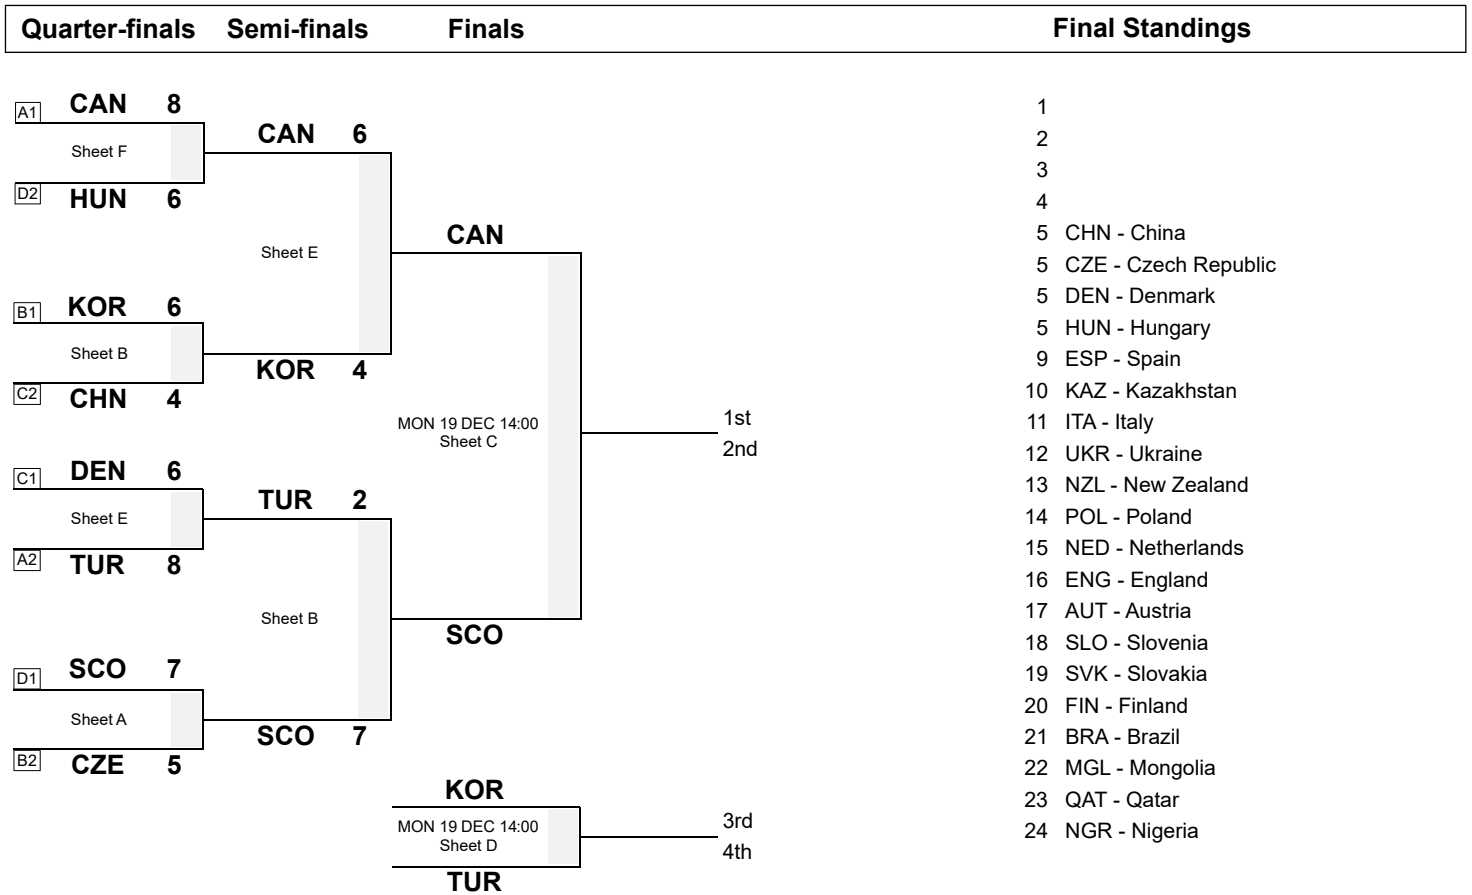 Quarter-finals Semi-finals Finals Final Standings
A1 CAN 8
Sheet F
D2 HUN 6
B1 KOR 6
Sheet B
C2 CHN 4
DEN 6
C1
Sheet E
A2 TUR 8
SCO 7
D1
Sheet A
B2 CZE 5
CAN 6
Sheet E
KOR 4
TUR 2
Sheet B
SCO 7
CAN
MON 19 DEC 14:00
Sheet C
SCO
1st
2nd
KOR
MON 19 DEC 14:00
Sheet D
TUR
3rd
4th
1
2
3
4
5 CHN - China
5 CZE - Czech Republic
5 DEN - Denmark
5 HUN - Hungary
9 ESP - Spain
10 KAZ - Kazakhstan
11 ITA - Italy
12 UKR - Ukraine
13 NZL - New Zealand
14 POL - Poland
15 NED - Netherlands
16 ENG - England
17 AUT - Austria
18 SLO - Slovenia
19 SVK - Slovakia
20 FIN - Finland
21 BRA - Brazil
22 MGL - Mongolia
23 QAT - Qatar
24 NGR - Nigeria